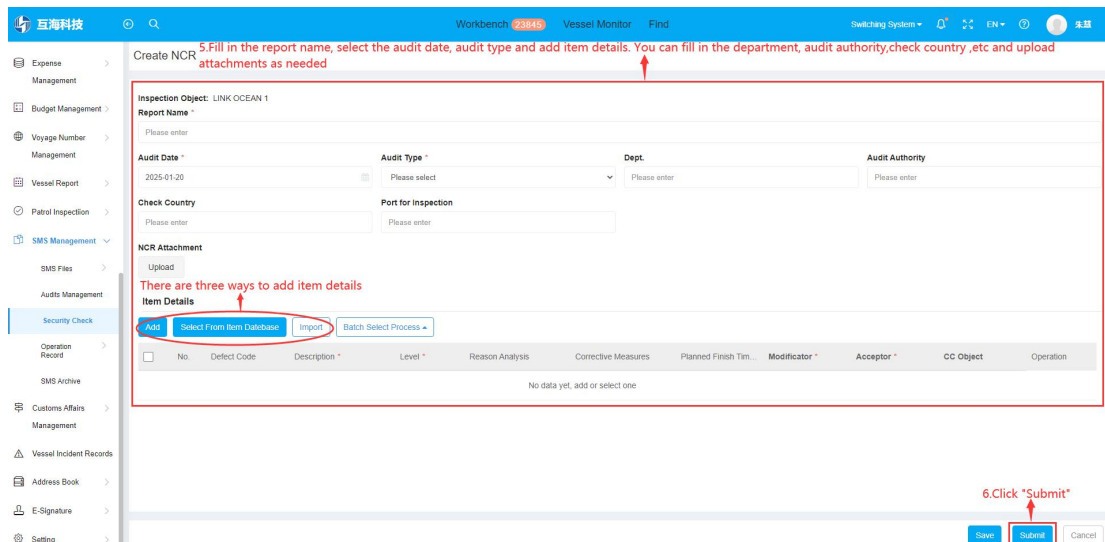 互海科技
Workbench 23845 Vessel Monitor Find
Switching System EN 朱慧
Expense Management
Budget Management
Voyage Number Management
Vessel Report
Patrol Inspectiion
SMS Management
SMS Files
Audits Management
Security Check
Operation Record
SMS Archive
Customs Affairs Management
Vessel Incident Records
Address Book
E-Signature
Setting
Create NCR
5.Fill in the report name, select the audit date, audit type and add item details. You can fill in the department, audit authority,check country ,etc and upload
attachments as needed
Inspection Object: LINK OCEAN 1
Report Name *
Please enter
Audit Date * Audit Type * Dept. Audit Authority
2025-01-20 Please select Please enter Please enter
Check Country Port for Inspection
Please enter Please enter
NCR Attachment
Upload
There are three ways to add item details
Item Details
Add Select From Item Datebase Import Batch Select Process
No. Defect Code Description * Level * Reason Analysis Corrective Measures Planned Finish Tim... Modificator * Acceptor * CC Object Operation
No data yet, add or select one
6.Click "Submit"
Save Submit Cancel